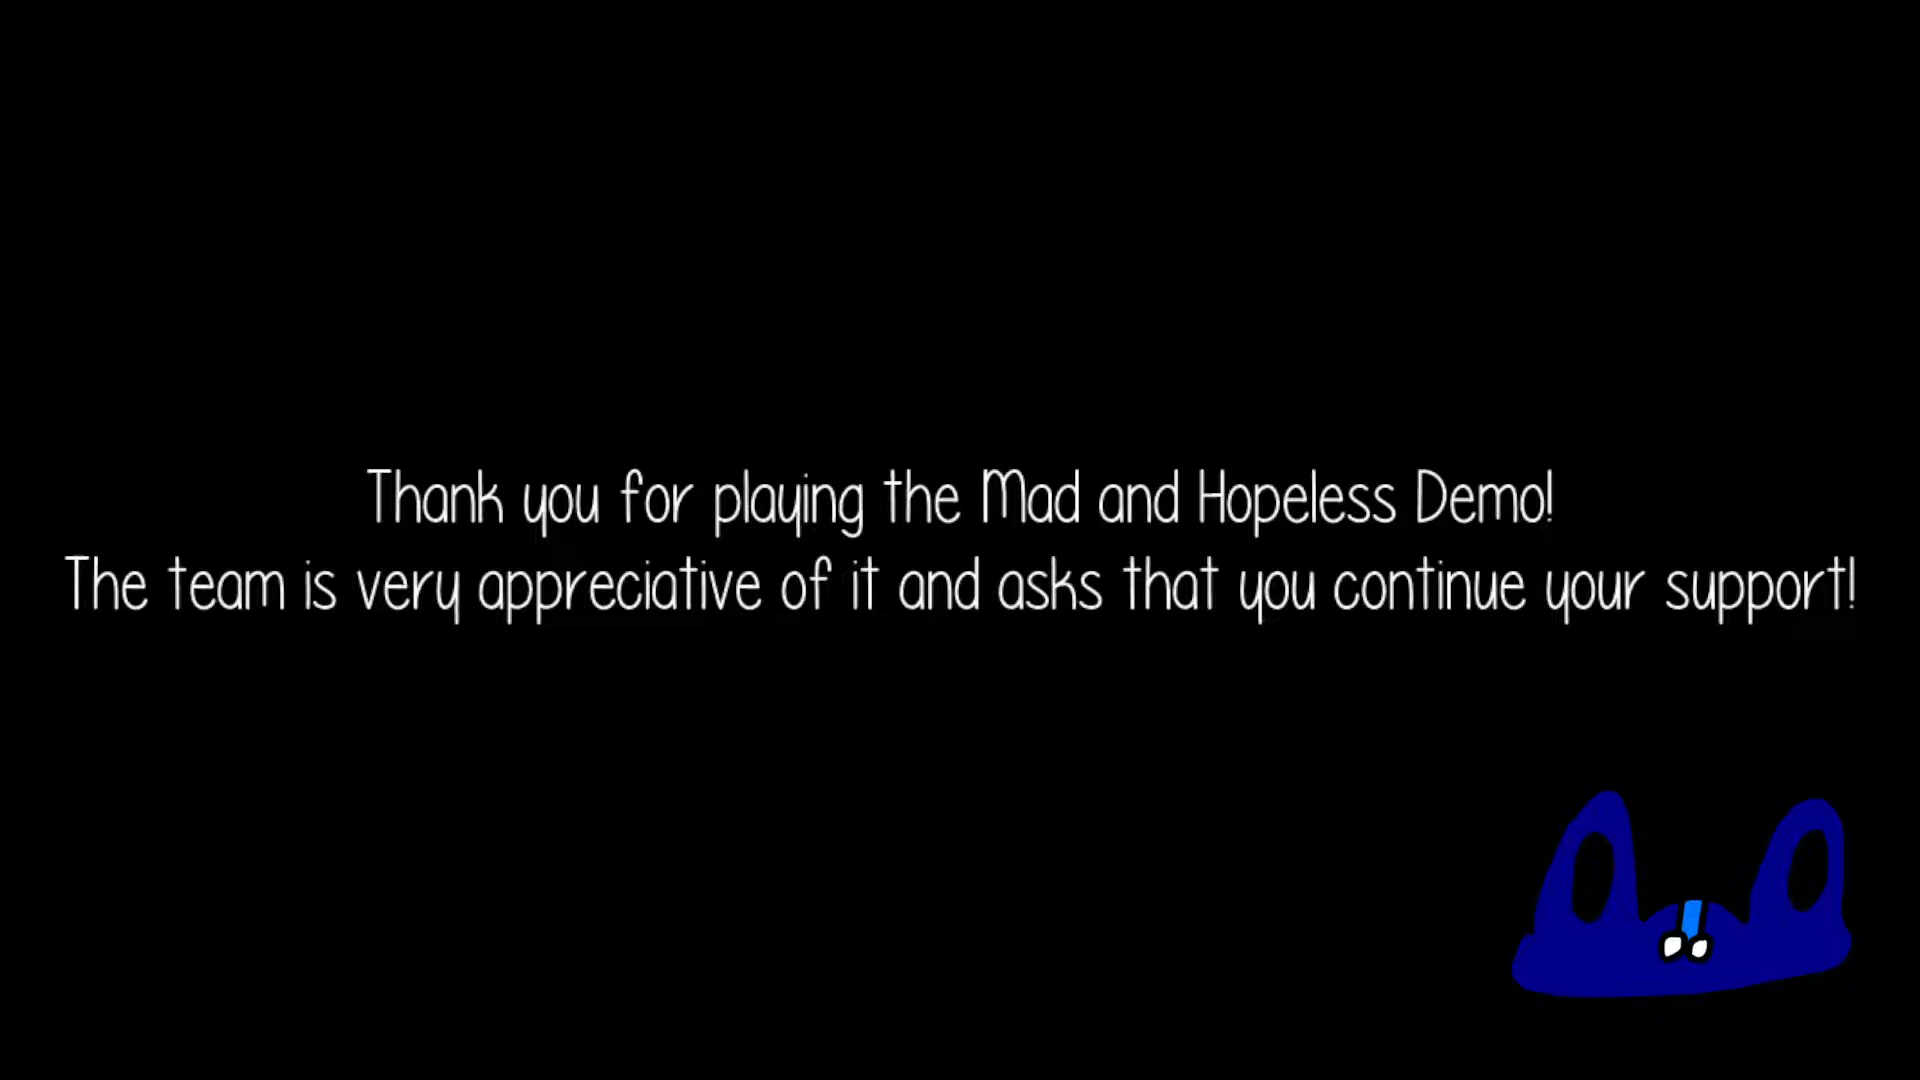 Thank you for playing the Mad and Hopeless Demo!
The team is very appreciative of it and asks that you continue your support!